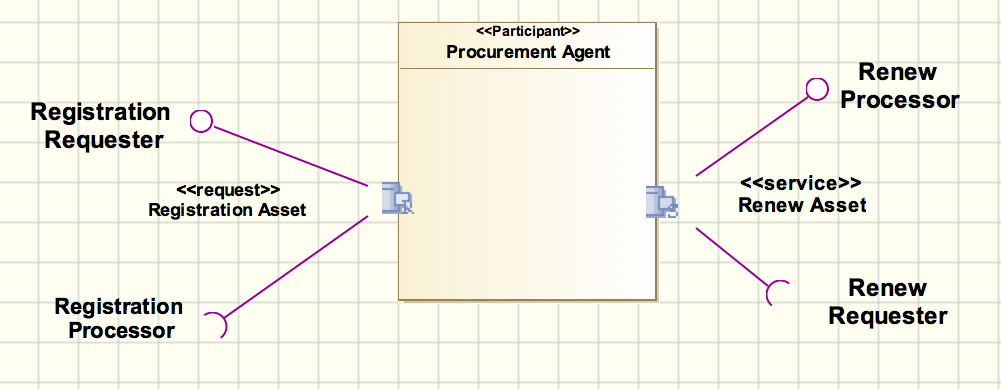 <<Participant>>
Procurement Agent
Registration
Requester
<<request>>
Registration Asset
Registration
Processor
Renew
Processor
<<service>>
Renew Asset
Renew
Requester